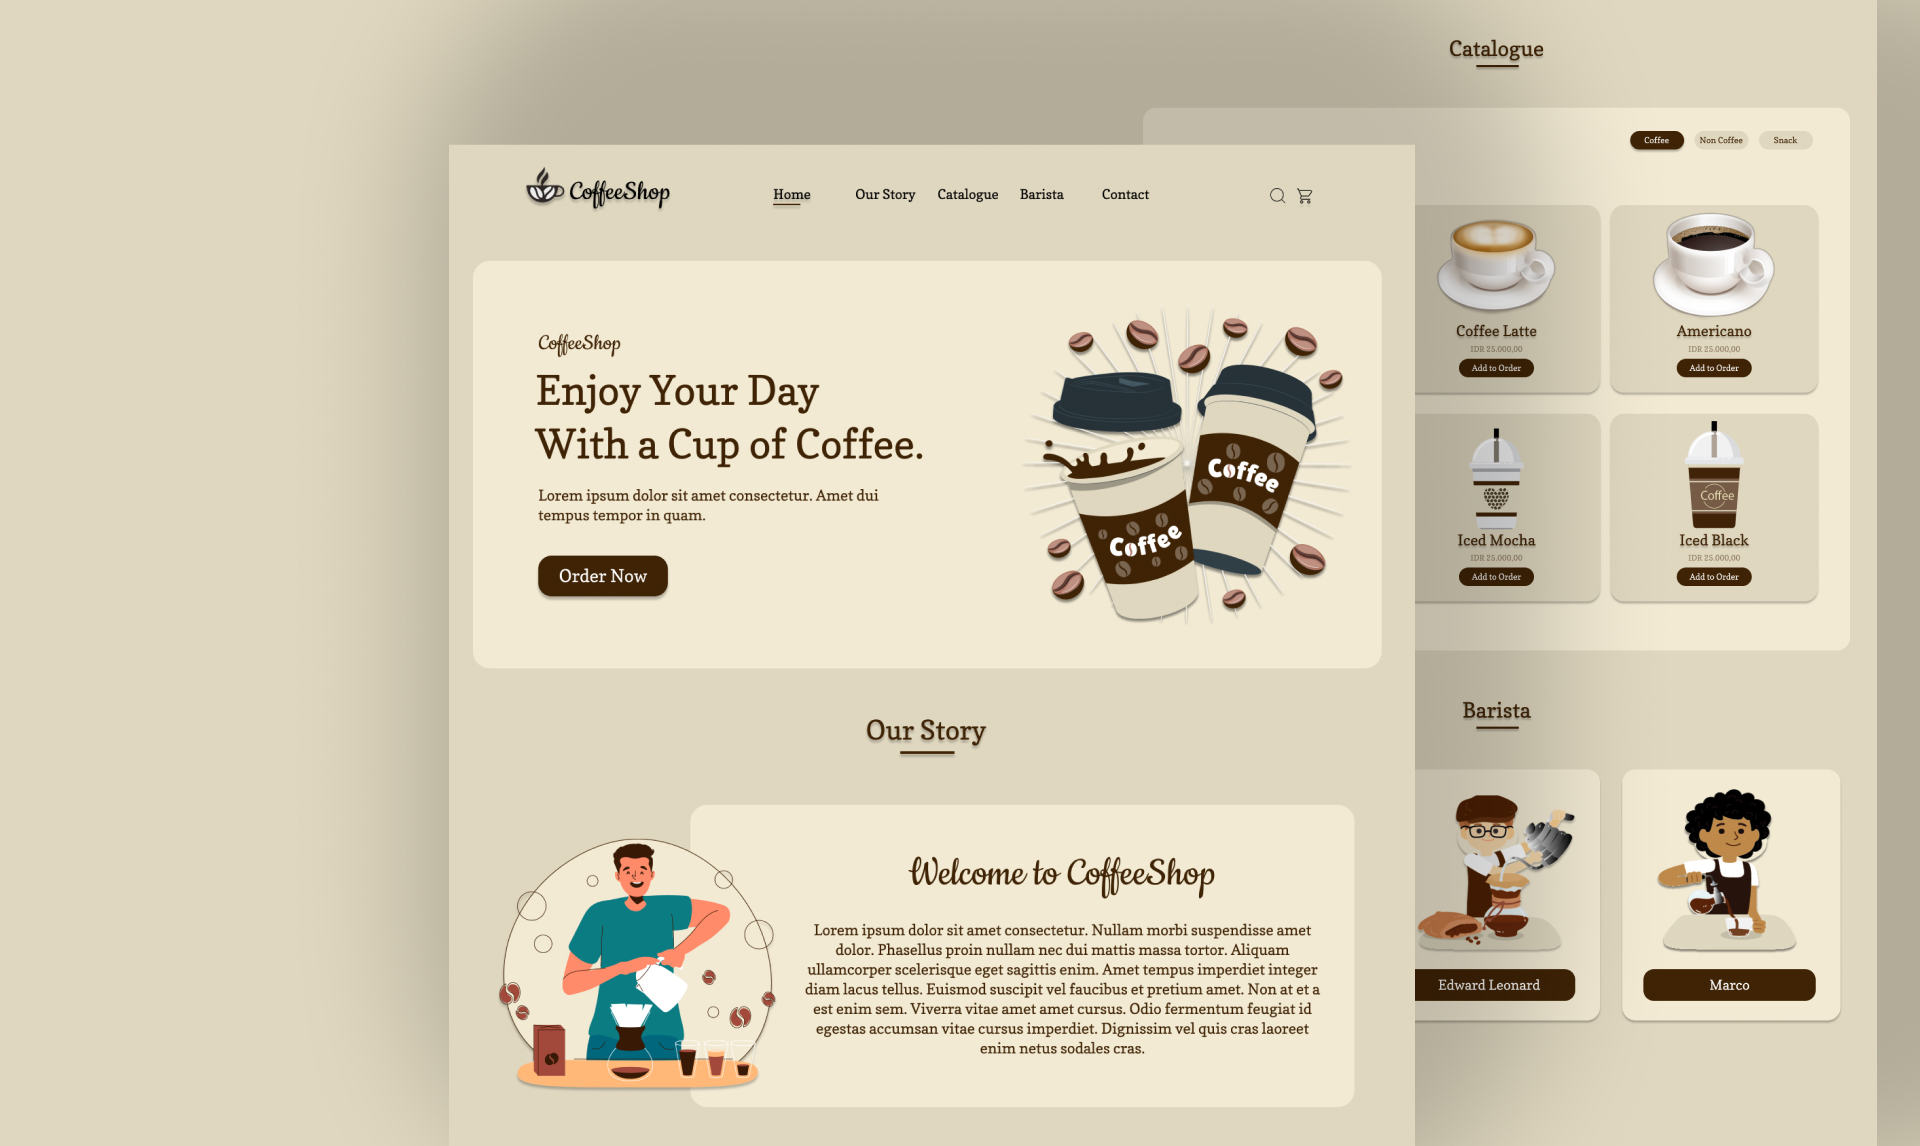 CoffeeShop
Home Our Story Catalogue Barista Contact
CoffeeShop
Enjoy Your Day
With a Cup of Coffee.
Lorem ipsum dolor sit amet consectetur. Amet dui
tempus tempor in quam.
Order Now
Coffee
Coffee
Our Story
Welcome to CoffeeShop
Lorem ipsum dolor sit amet consectetur. Nullam morbi suspendisse amet
dolor. Phasellus proin nullam nec dui mattis massa tortor. Aliquam
ullamcorper scelerisque eget sagittis enim. Amet tempus imperdiet integer
diam lacus tellus. Euismod suscipit vel faucibus et pretium amet. Non at et a
est enim sem. Viverra vitae amet amet cursus. Odio fermentum feugiat id
egestas accumsan vitae cursus imperdiet. Dignissim vel quis cras laoreet
enim netus sodales cras.
Catalogue
Coffee Non Coffee Snack
Coffee Latte
IDR 25.000,00
Add to Order
Americano
IDR 25.000,00
Add to Order
Iced Mocha
IDR 25.000,00
Add to Order
Coffee
Iced Black
IDR 25.000,00
Add to Order
Barista
Edward Leonard
Marco